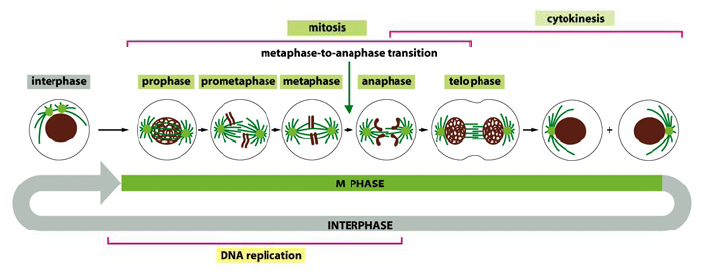 mitosis
cytokinesis
metaphase-to-anaphase transition
interphase
prophase
prometaphase
metaphase
anaphase
telophase
+
M PHASE
INTERPHASE
DNA replication